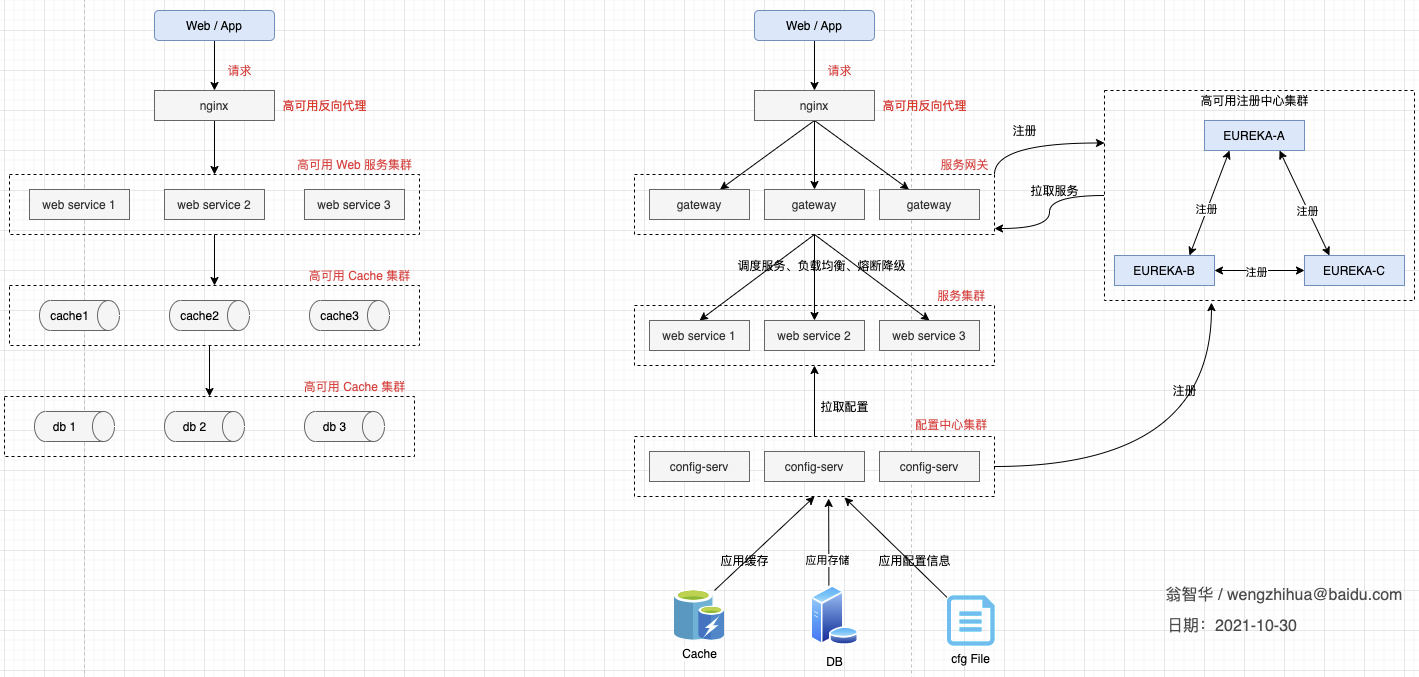 Web / App
请求
nginx
高可用反向代理
高可用 Web 服务集群
web service 1
web service 2
web service 3
高可用 Cache 集群
cache1
cache2
cache3
高可用 Cache 集群
db 1
db 2
db 3
Web / App
请求
nginx
高可用反向代理
服务网关
gateway
gateway
gateway
调度服务、负载均衡、熔断降级
服务集群
web service 1
web service 2
web service 3
拉取配置
配置中心集群
config-serv
config-serv
config-serv
应用缓存
应用存储
应用配置信息
Cache
DB
cfg File
注册
拉取服务
高可用注册中心集群
EUREKA-A
注册
注册
EUREKA-B
注册
EUREKA-C
注册
翁智华 / wengzhihua@baidu.com
日期：2021-10-30